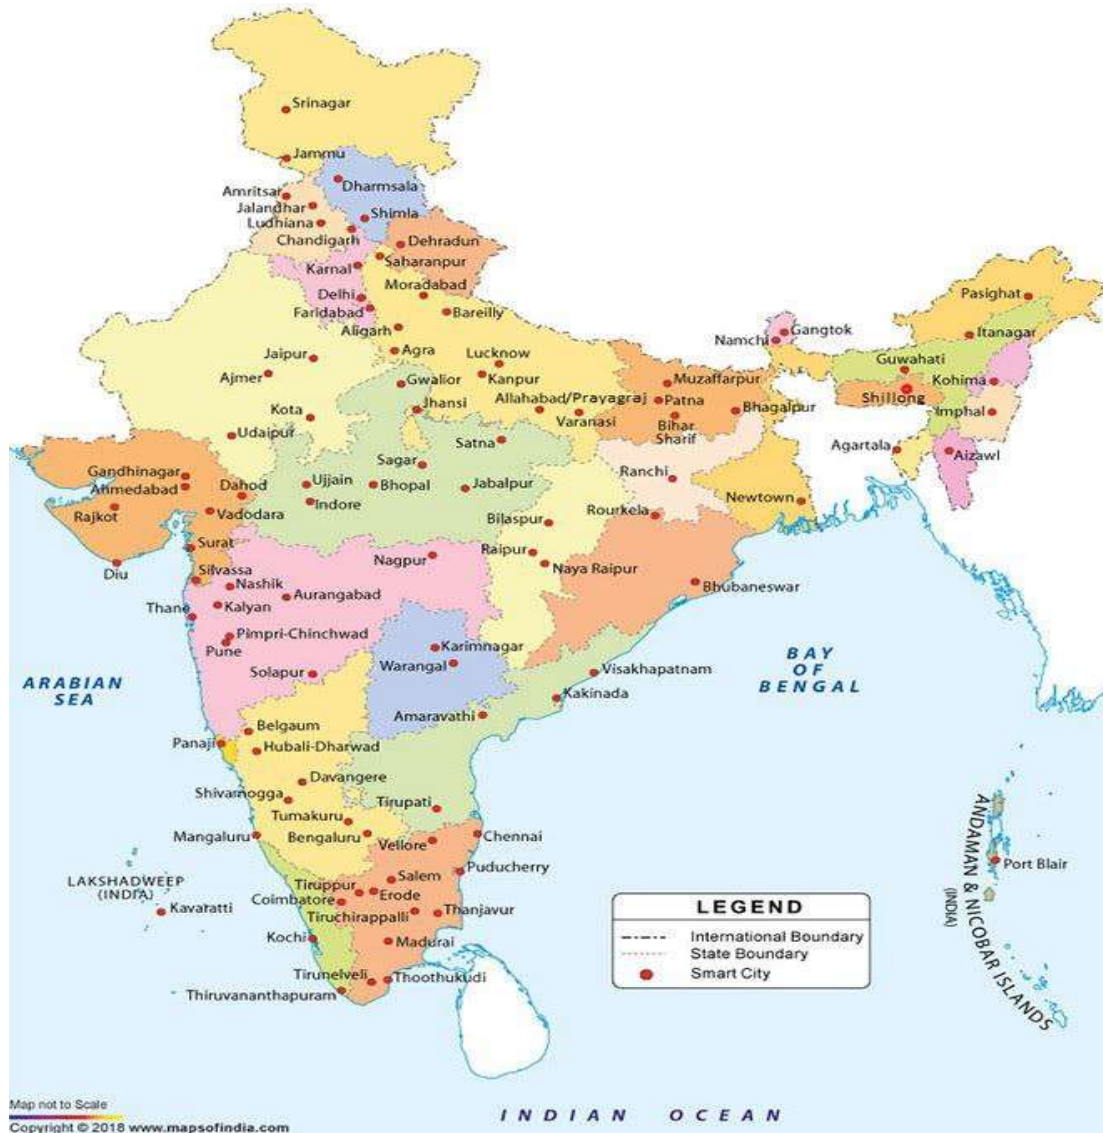 Srinagar
Jammu
Dharmsala
Amritsar
Jalandhar
Shimla
Ludhiana
Chandigarh
Dehradun
Saharanpur
Karnal
Moradabad
Delhi
Faridabad
Bareilly
Aligarh
Pasighat
Gangtok
Namchi
Itanagar
Jaipur
Agra
Lucknow
Guwahati
Ajmer
Gwalior
Kanpur
Muzaffarpur
Kohima
Shillong
Kota
Jhansi
Allahabad/Prayagraj
Patna
Bhagalpur
Imphal
Varanasi
Bihar
Sharif
Udaipur
Satna
Agartala
Aizawl
Gandhinagar
Sagar
Ranchi
Ahmedabad
Dahod
Ujjain
Bhopal
Jabalpur
Newtown
Indore
Rajkot
Vadodara
Bilaspur
Rourkela
Surat
Nagpur
Raipur
Naya Raipur
Diu
Silvassa
Nashik
Aurangabad
Bhubaneswar
Thane
Kalyan
Pimpri-Chinchwad
Pune
Karimnagar
Warangal
Solapur
Visakhapatnam
BAY
OF
BENGAL
ARABIAN
SEA
Kakinada
Amaravathi
Belgaum
Panaji
Hubali-Dharwad
Davangere
Shivamogga
Tirupati
Tumakuru
Mangaluru
Bengaluru
Vellore
Chennai
Puducherry
Port Blair
ANDAMAN & NICOBAR ISLANDS
(INDIA)
LAKSHADWEEP
(INDIA)
Kavaratti
Salem
Tiruppur
Erode
Coimbatore
Tiruchirappalli
Thanjavur
Kochi
Madurai
Tirunelveli
Thoothukudi
Thiruvananthapuram
LEGEND
International Boundary
State Boundary
Smart City
Map not to Scale
Copyright © 2018 www.mapsofindia.com
INDIAN OCEAN